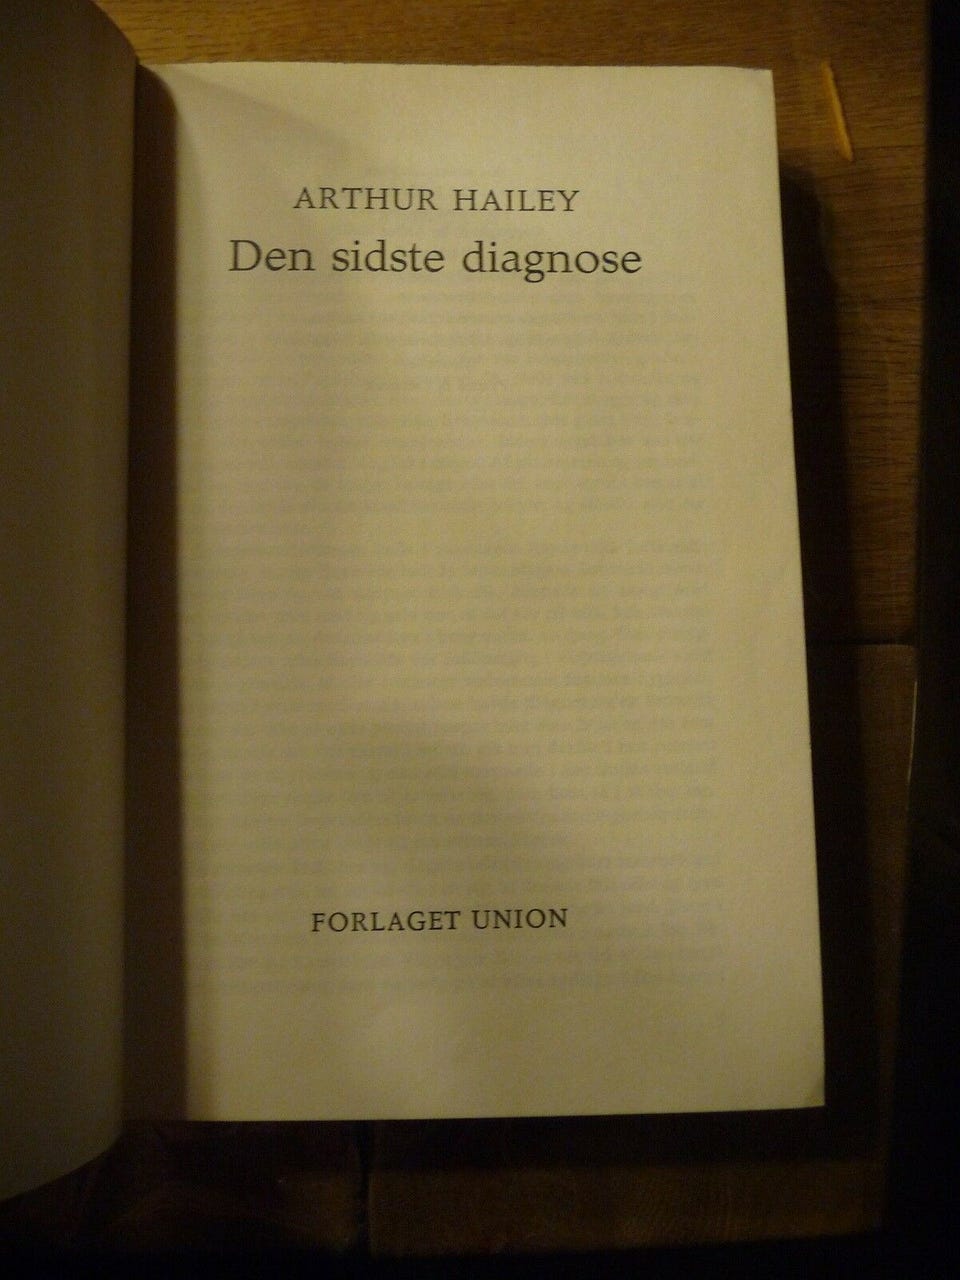 ARTHUR HAILEY
Den sidste diagnose
FORLAGET UNION